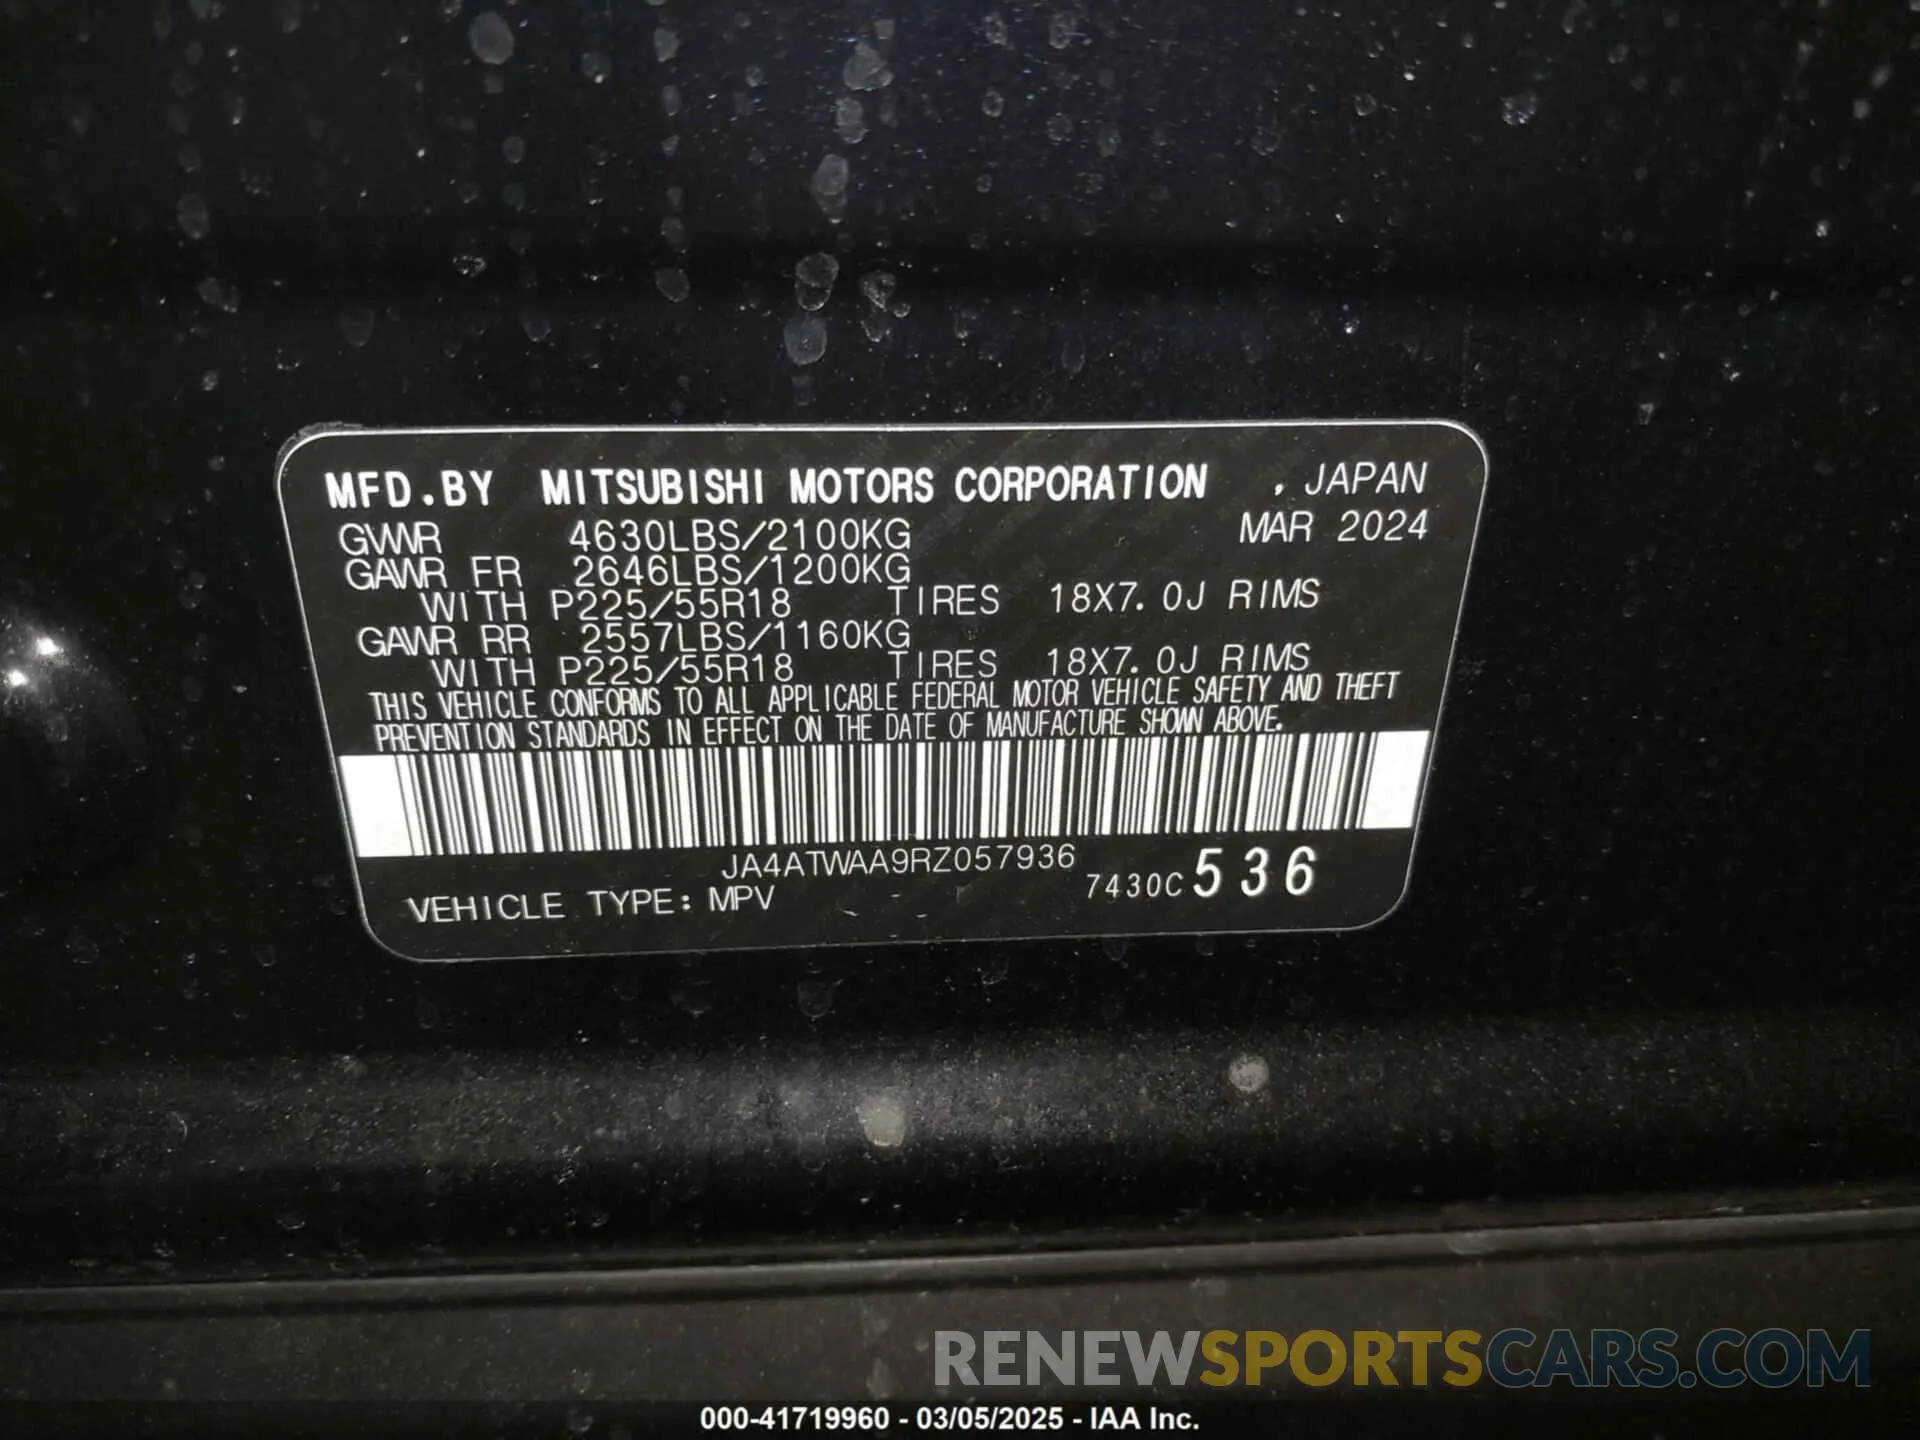 MFD.BY MITSUBISHI MOTORS CORPORATION , JAPAN
GVWR 4630LBS/2100KG MAR 2024
GAWR FR 2646LBS/1200KG
WITH P225/55R18 TIRES 18X7.0J RIMS
GAWR RR 2557LBS/1160KG
WITH P225/55R18 TIRES 18X7.0J RIMS
THIS VEHICLE CONFORMS TO ALL APPLICABLE FEDERAL MOTOR VEHICLE SAFETY AND THEFT
PREVENTION STANDARDS IN EFFECT ON THE DATE OF MANUFACTURE SHOWN ABOVE.
JA4ATWAA9RZ057936
VEHICLE TYPE: MPV 7430C 536
RENEWSPORTSCARS.COM
000-41719960 - 03/05/2025 - IAA Inc.